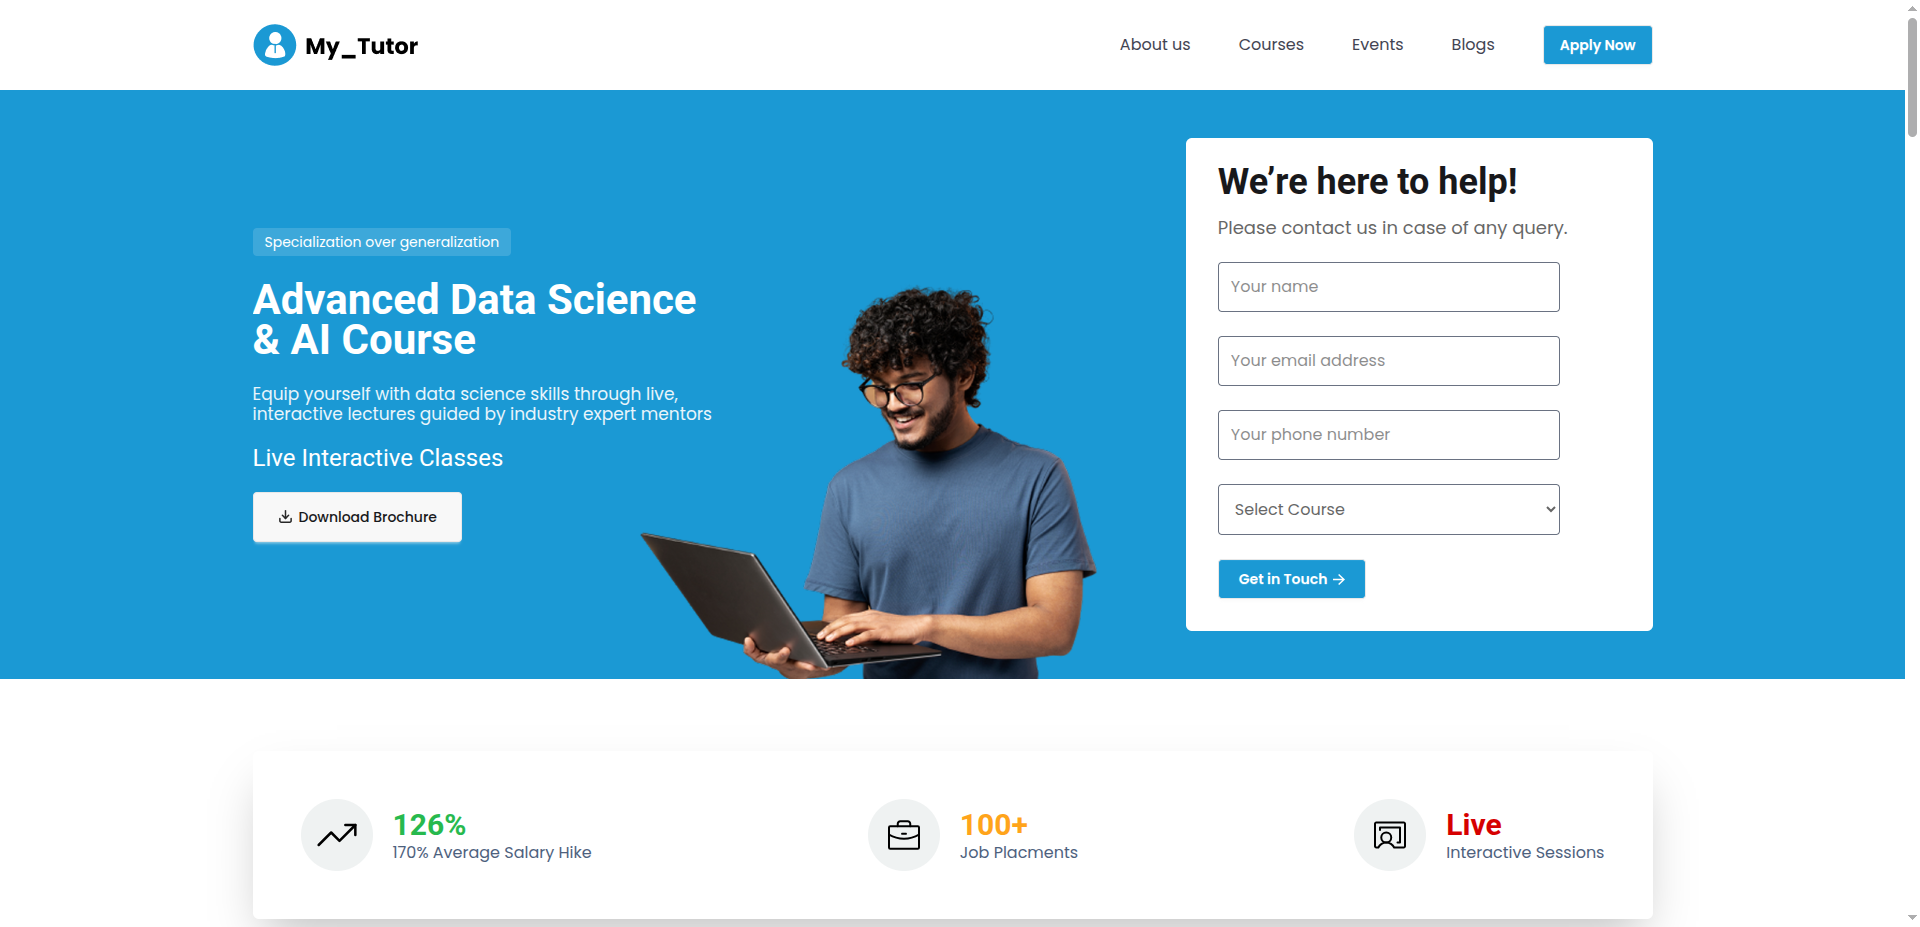 My_Tutor
About us
Courses
Events
Blogs
Apply Now
Specialization over generalization
Advanced Data Science
& AI Course
Equip yourself with data science skills through live,
interactive lectures guided by industry expert mentors
Live Interactive Classes
Download Brochure
We’re here to help!
Please contact us in case of any query.
Your name
Your email address
Your phone number
Select Course
Get in Touch →
126%
170% Average Salary Hike
100+
Job Placments
Live
Interactive Sessions